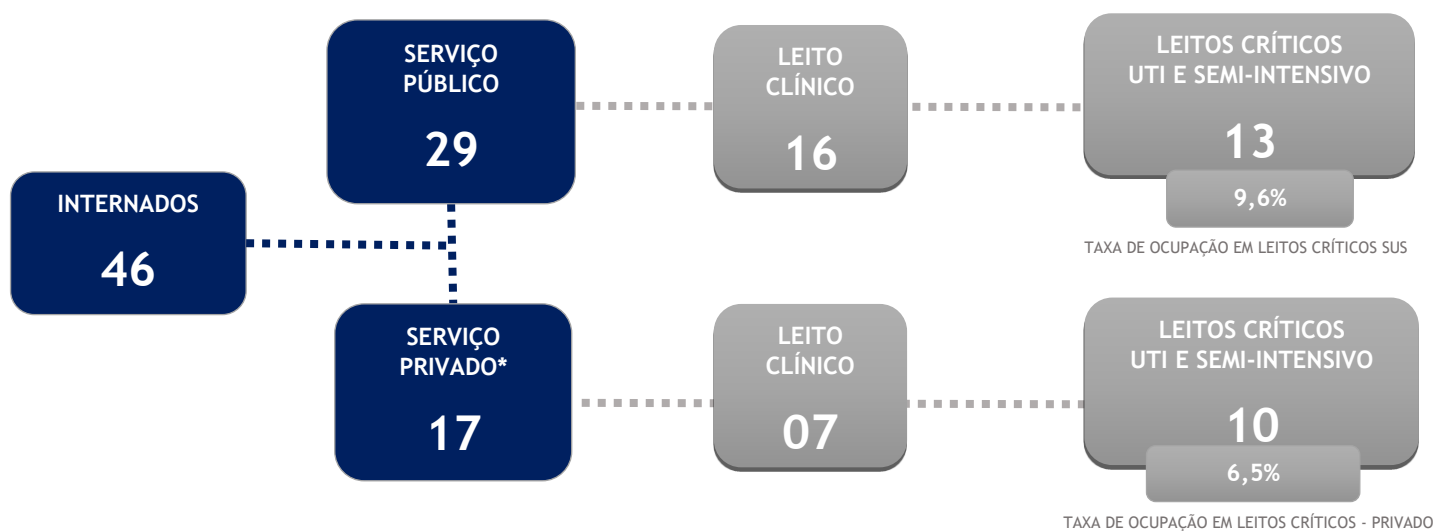 INTERNADOS
46
SERVIÇO
PÚBLICO
29
LEITO
CLÍNICO
16
LEITOS CRÍTICOS
UTI E SEMI-INTENSIVO
13
9,6%
TAXA DE OCUPAÇÃO EM LEITOS CRÍTICOS SUS
SERVIÇO
PRIVADO*
17
LEITO
CLÍNICO
07
LEITOS CRÍTICOS
UTI E SEMI-INTENSIVO
10
6,5%
TAXA DE OCUPAÇÃO EM LEITOS CRÍTICOS - PRIVADO